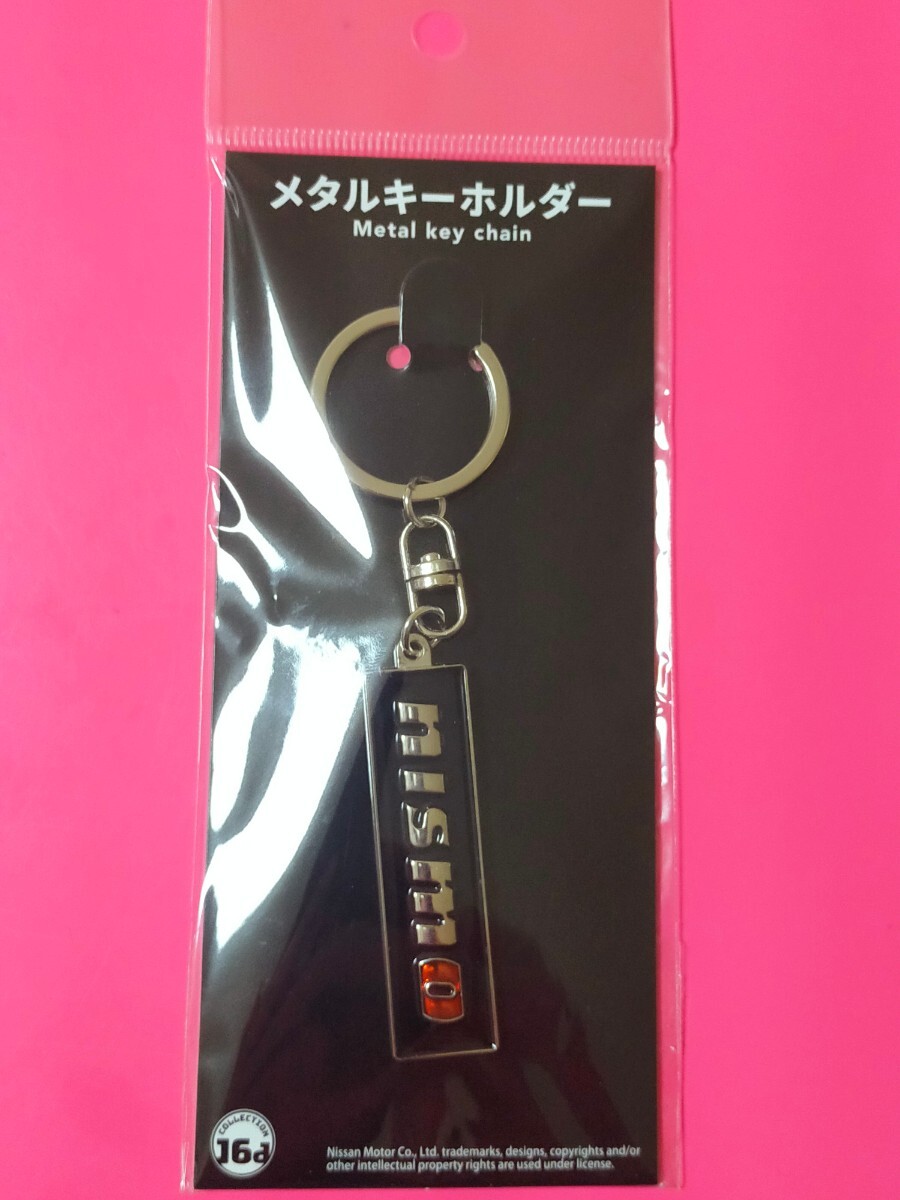 メタルキーホルダー
Metal key chain
nismo
COLLECTION
J6d
Nissan Motor Co., Ltd. trademarks, designs, copyrights and/or
other intellectual property rights are used under license.